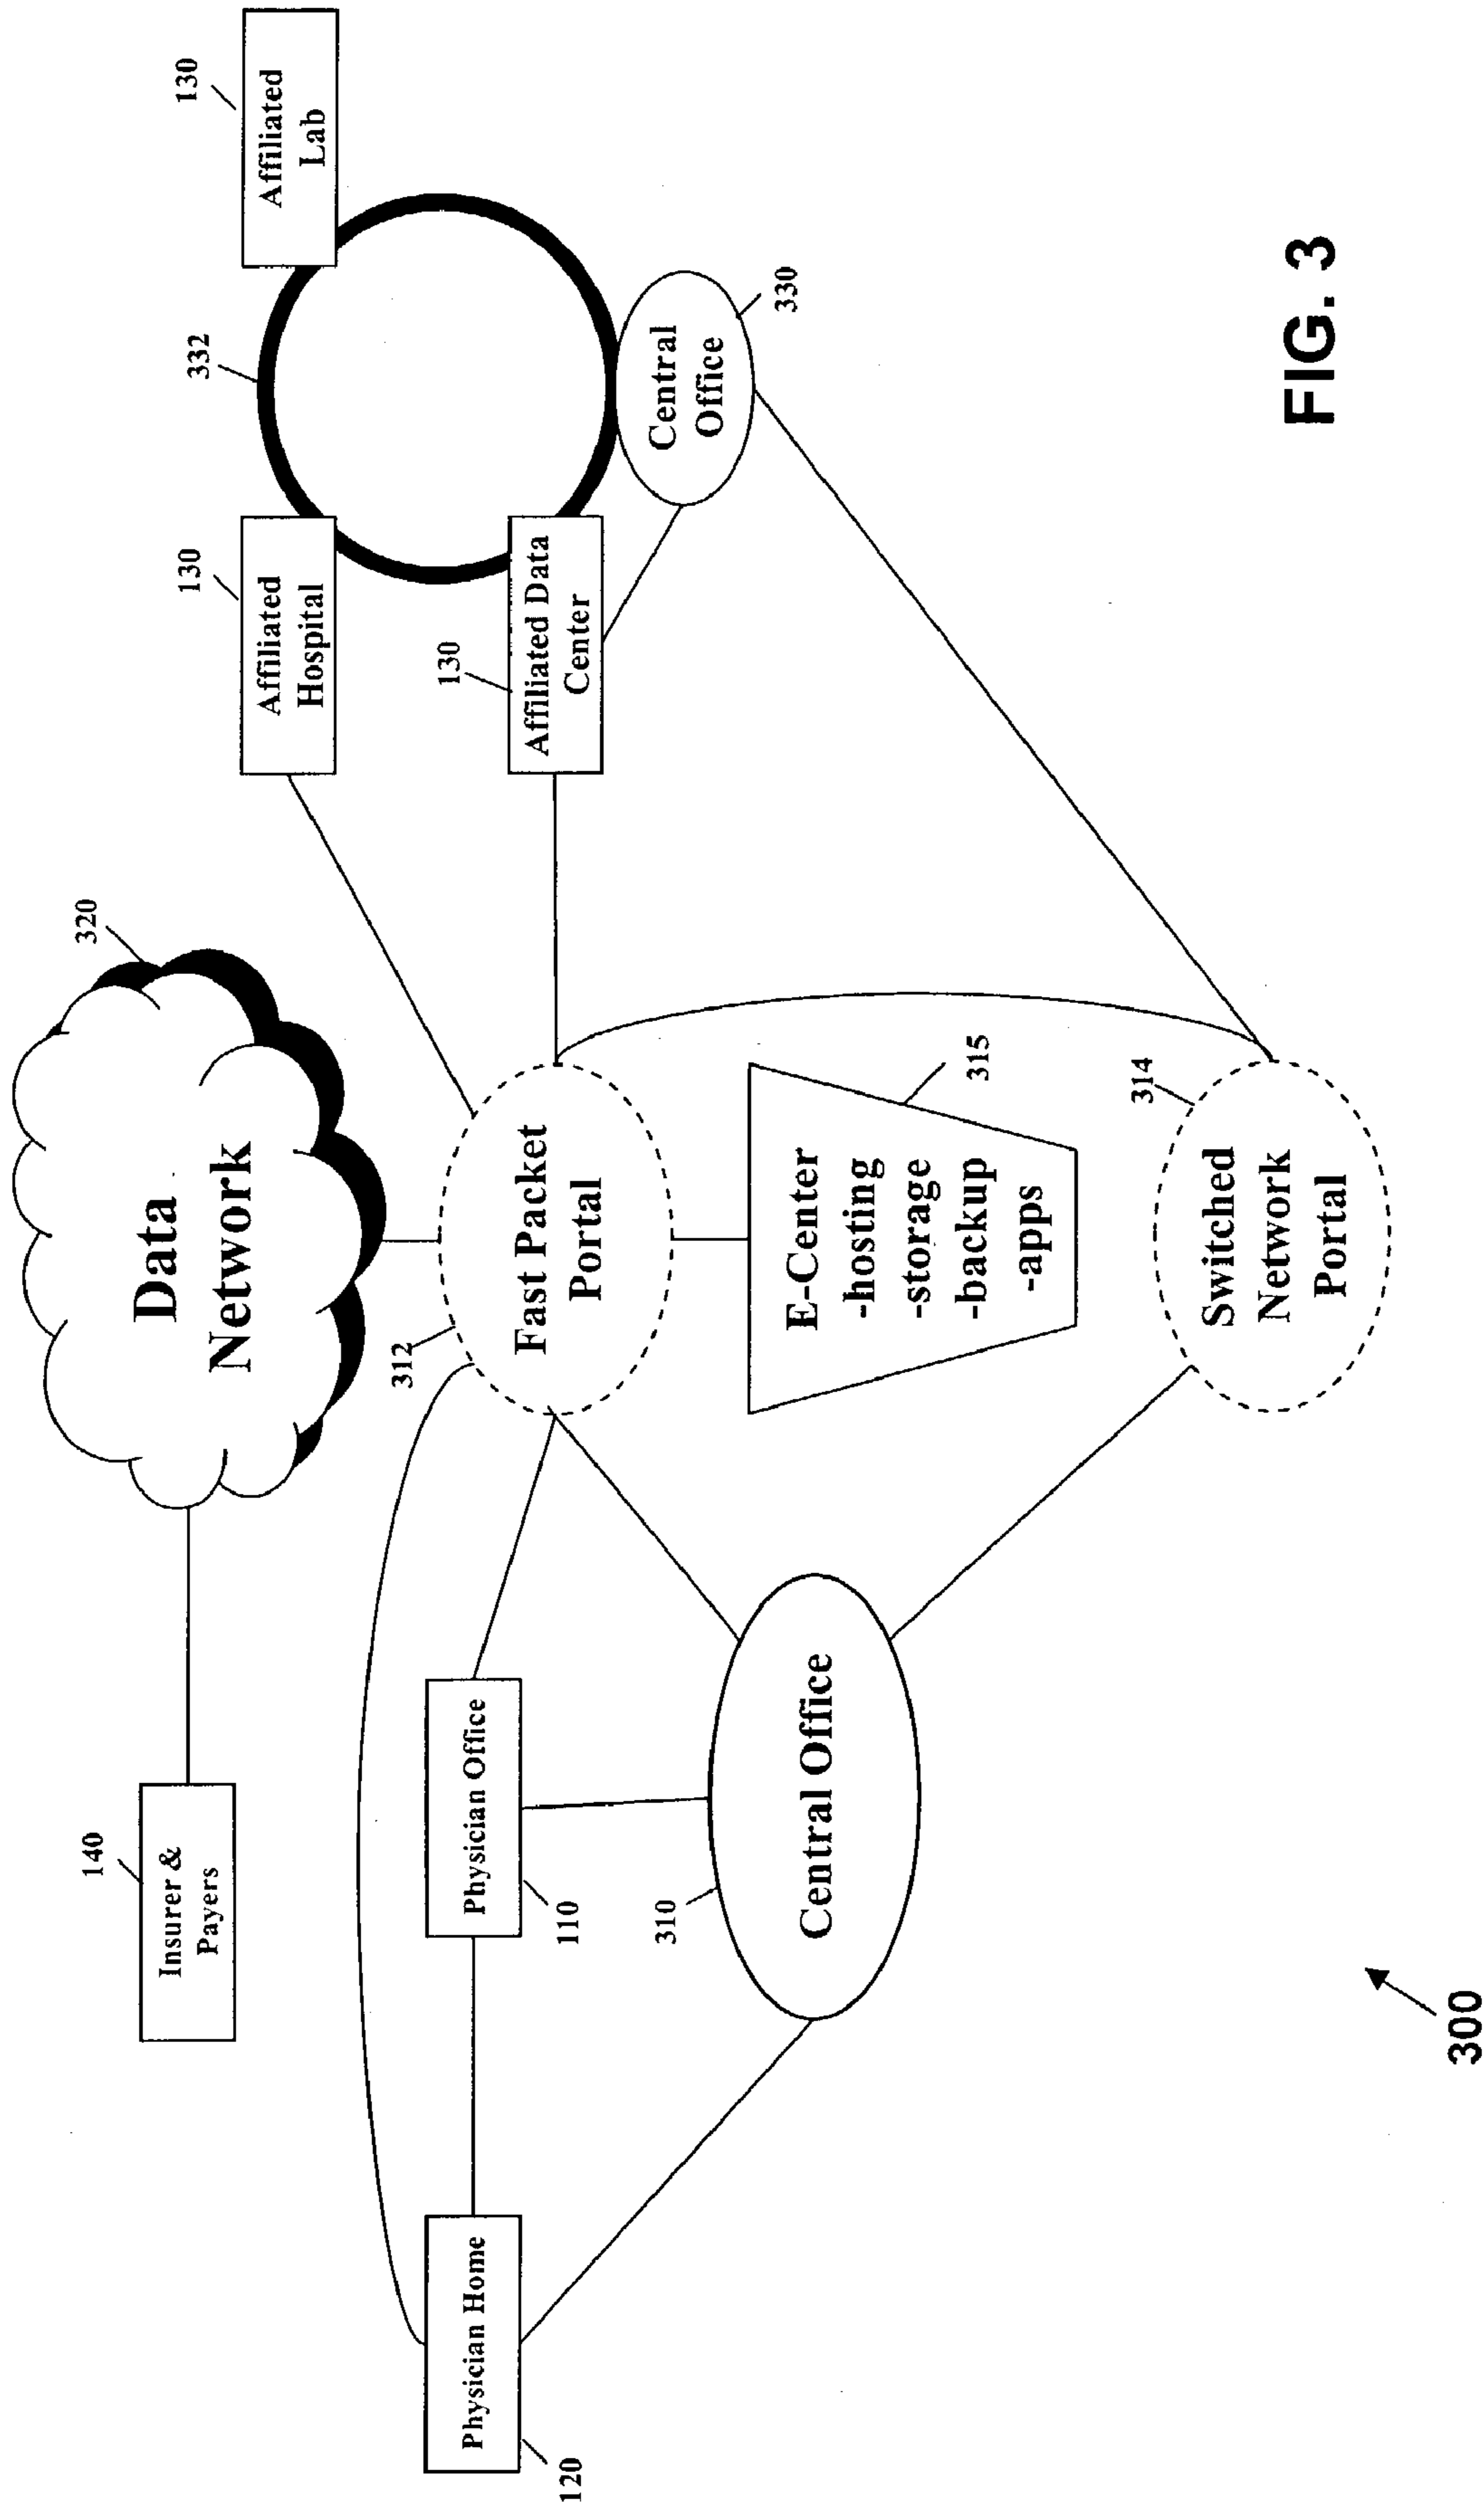 320
Data
Network
140
Insurer &
Payers
130
Affiliated
Hospital
332
130
Affiliated
Lab
312
Fast Packet
Portal
130
Affiliated Data
Center
Physician Home
120
Physician Office
110
310
Central Office
Central
Office
330
E-Center
-hosting
-storage
-backup
-apps
315
314
Switched
Network
Portal
300
FIG. 3